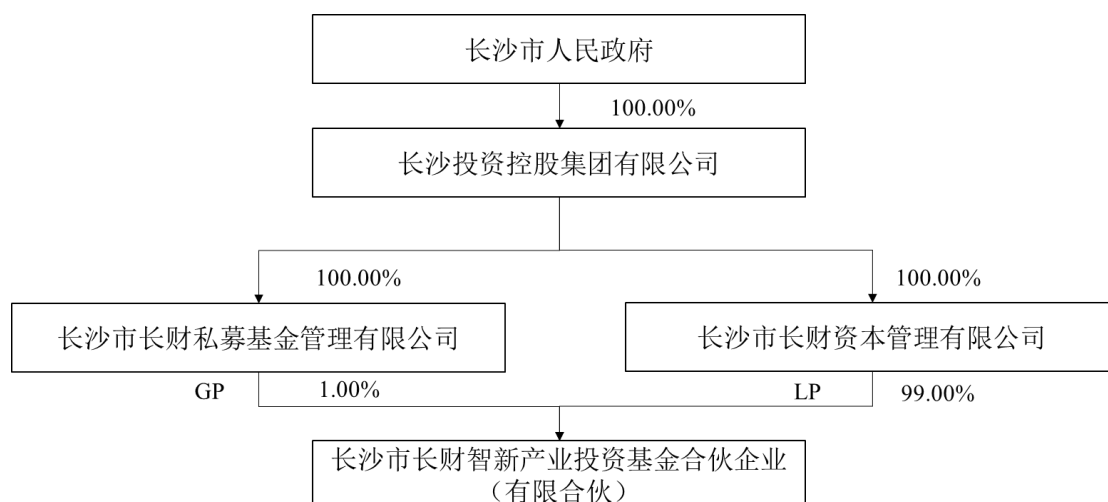 长沙市人民政府
100.00%
长沙投资控股集团有限公司
100.00%
100.00%
长沙市长财私募基金管理有限公司
长沙市长财资本管理有限公司
GP
1.00%
LP
99.00%
长沙市长财智新产业投资基金合伙企业
（有限合伙）